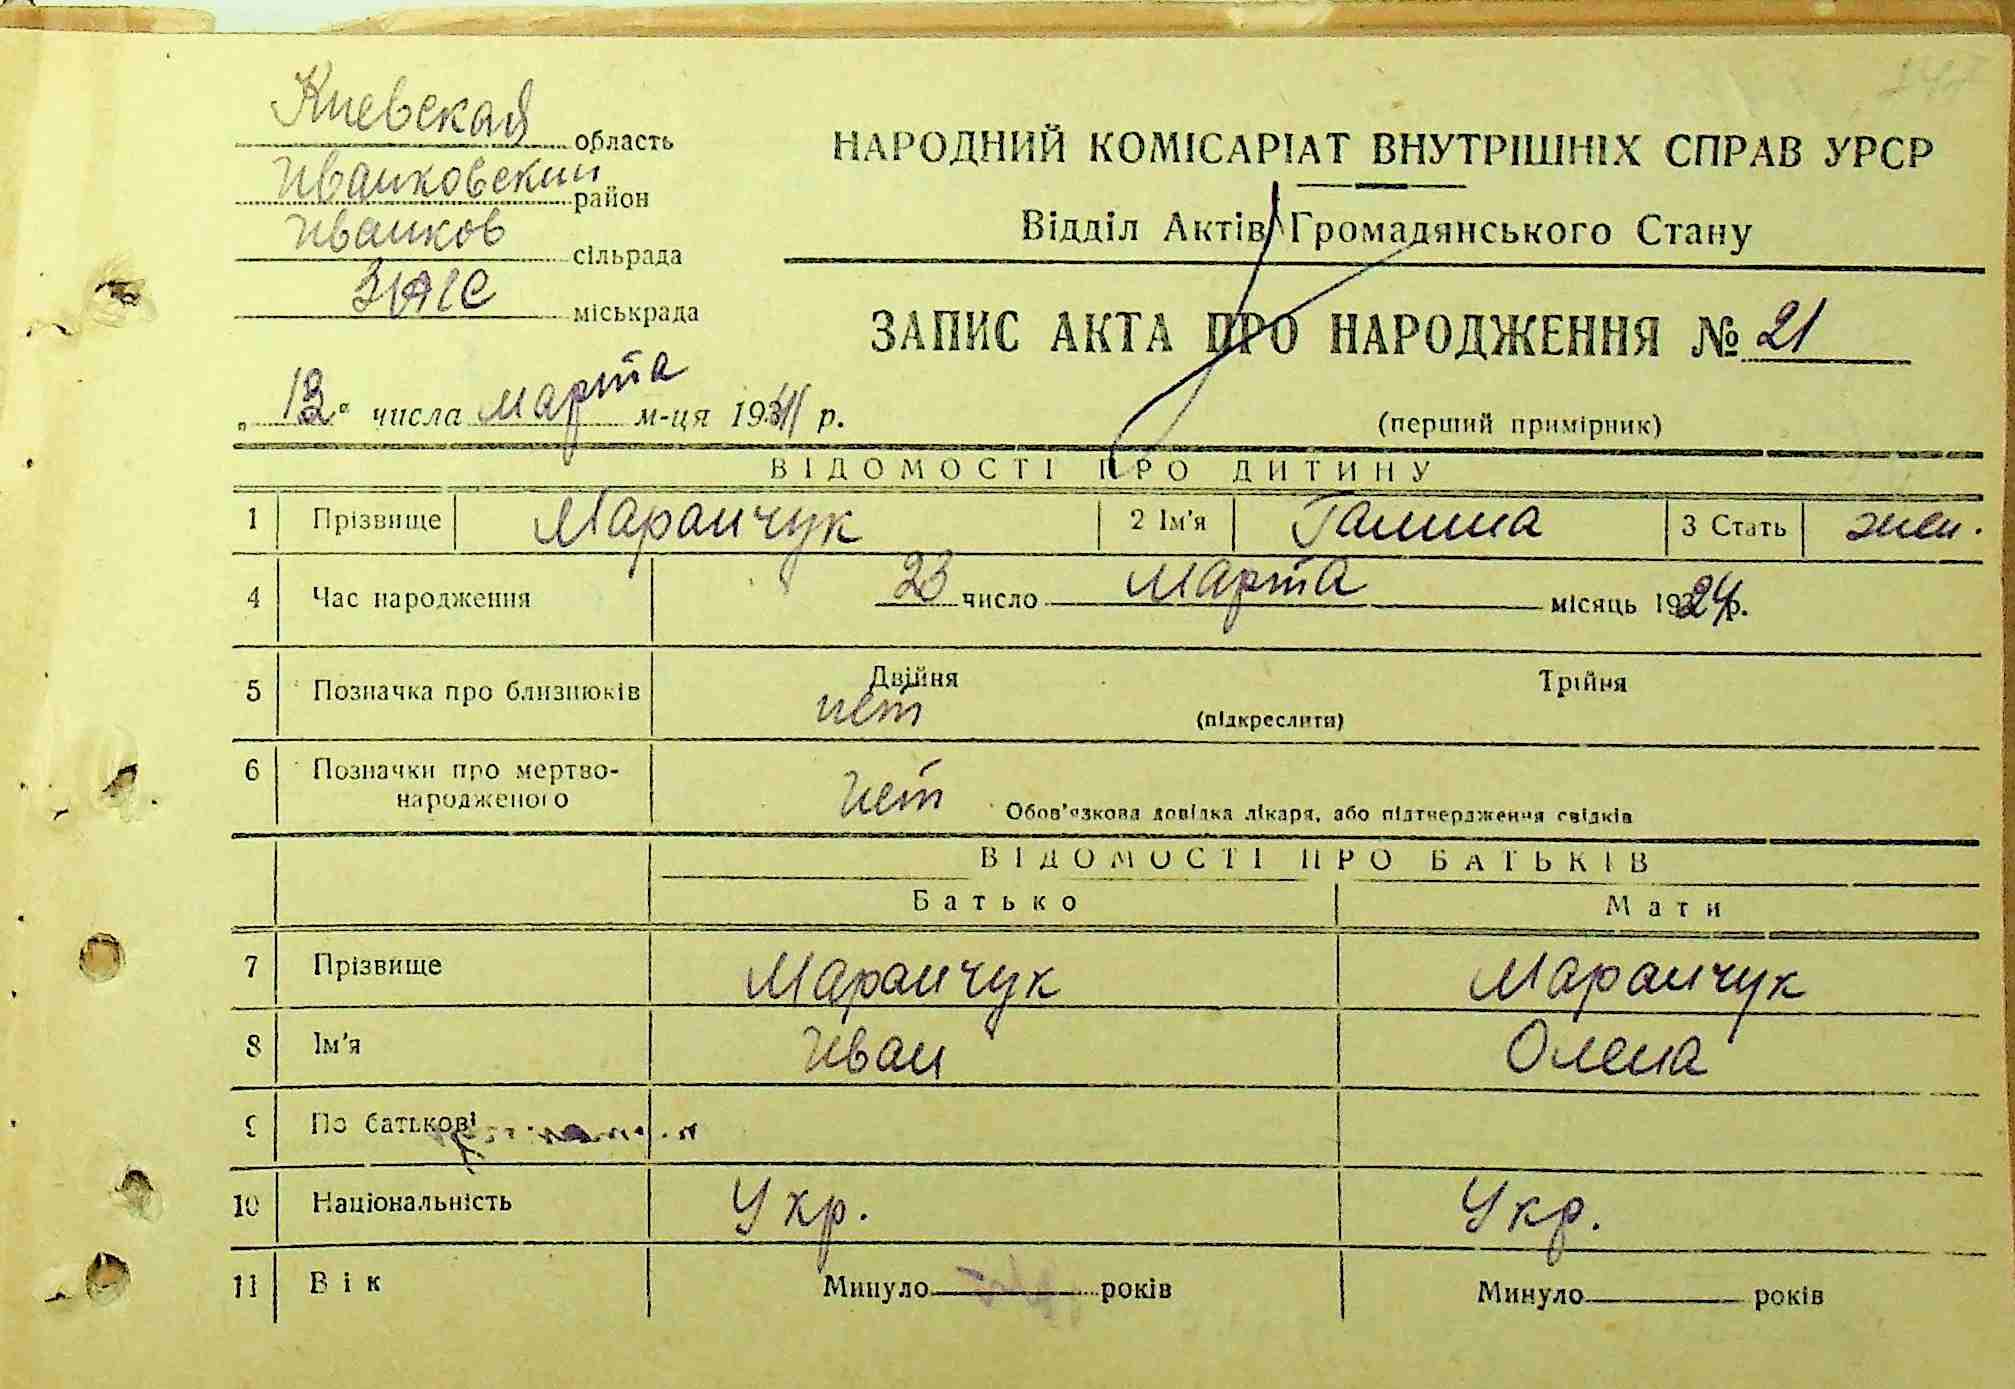 Киевская область
Иванковский район
Иванков сільрада
ЗАГС міськрада
НАРОДНИЙ КОМІСАРІАТ ВНУТРІШНІХ СПРАВ УРСР
Відділ Актів Громадянського Стану
ЗАПИС АКТА ПРО НАРОДЖЕННЯ № 21
(перший примірник)
числа марта м-ця 1941 р.
ВІДОМОСТІ ПРО ДИТИНУ
1 Прізвище Маранчук 2 Ім'я Галина 3 Стать жен.
4 Час народження 23 число марта місяць 1924 р.
5 Позначка про близнюків Двійня нет (підкреслити) Трійня
6 Позначки про мертво-
народженого нет Обов'язкова довідка лікаря, або підтвердження свідків
ВІДОМОСТІ ПРО БАТЬКІВ
Батько Мати
7 Прізвище Маранчук Маранчук
8 Ім'я Иван Олена
9 По батькові
10 Національність Укр. Укр.
11 Вік Минуло років Минуло років